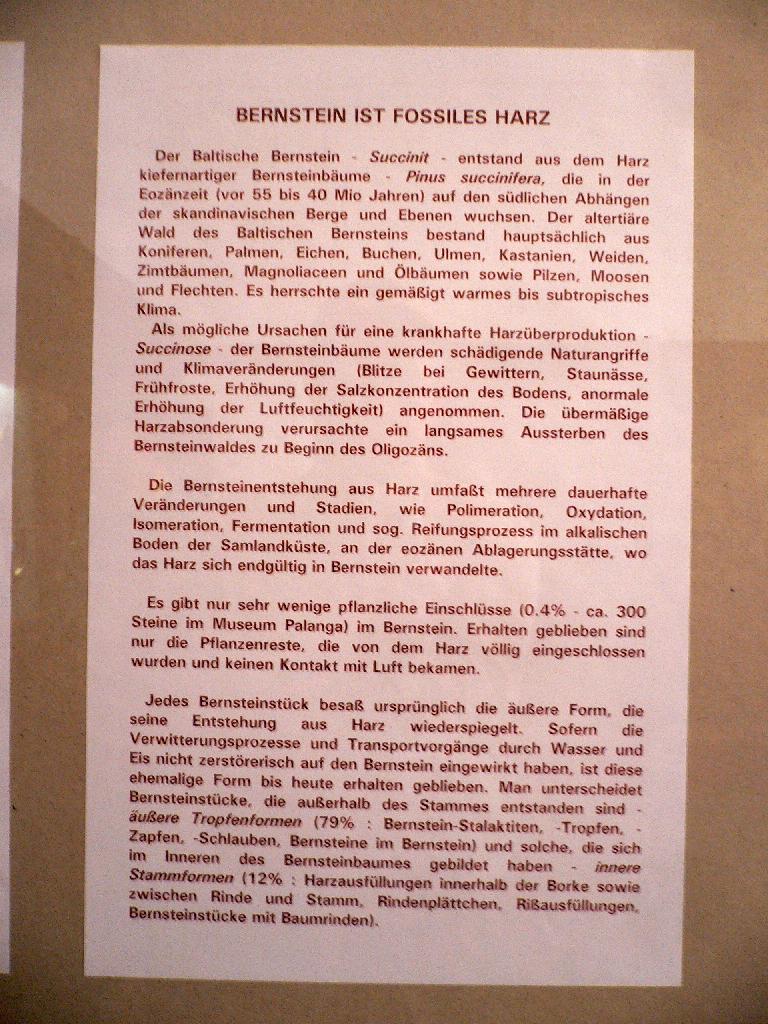 BERNSTEIN IST FOSSILES HARZ
Der Baltische Bernstein - Succinit - entstand aus dem Harz
kiefernartiger Bernsteinbäume - Pinus succinifera, die in der
Eozänzeit (vor 55 bis 40 Mio Jahren) auf den südlichen Abhängen
der skandinavischen Berge und Ebenen wuchsen. Der altertiäre
Wald des Baltischen Bernsteins bestand hauptsächlich aus
Koniferen, Palmen, Eichen, Buchen, Ulmen, Kastanien, Weiden,
Zimtbäumen, Magnoliaceen und Ölbäumen sowie Pilzen, Moosen
und Flechten. Es herrschte ein gemäßigt warmes bis subtropisches
Klima.
Als mögliche Ursachen für eine krankhafte Harzüberproduktion -
Succinose - der Bernsteinbäume werden schädigende Naturangriffe
und Klimaveränderungen (Blitze bei Gewittern, Staunässe,
Frühfroste, Erhöhung der Salzkonzentration des Bodens, anormale
Erhöhung der Luftfeuchtigkeit) angenommen. Die übermäßige
Harzabsonderung verursachte ein langsames Aussterben des
Bernsteinwaldes zu Beginn des Oligozäns.
Die Bernsteinentstehung aus Harz umfaßt mehrere dauerhafte
Veränderungen und Stadien, wie Polimeration, Oxydation,
Isomeration, Fermentation und sog. Reifungsprozess im alkalischen
Boden der Samlandküste, an der eozänen Ablagerungsstätte, wo
das Harz sich endgültig in Bernstein verwandelte.
Es gibt nur sehr wenige pflanzliche Einschlüsse (0.4% - ca. 300
Steine im Museum Palanga) im Bernstein. Erhalten geblieben sind
nur die Pflanzenreste, die von dem Harz völlig eingeschlossen
wurden und keinen Kontakt mit Luft bekamen.
Jedes Bernsteinstück besaß ursprünglich die äußere Form, die
seine Entstehung aus Harz wiederspiegelt. Sofern die
Verwitterungsprozesse und Transportvorgänge durch Wasser und
Eis nicht zerstörerisch auf den Bernstein eingewirkt haben, ist diese
ehemalige Form bis heute erhalten geblieben. Man unterscheidet
Bernsteinstücke, die außerhalb des Stammes entstanden sind -
äußere Tropfenformen (79% : Bernstein-Stalaktiten, -Tropfen, -
Zapfen, -Schlauben, Bernsteine im Bernstein) und solche, die sich
im Inneren des Bernsteinbaumes gebildet haben - innere
Stammformen (12% : Harzausfüllungen innerhalb der Borke sowie
zwischen Rinde und Stamm, Rindenplättchen, Rißausfüllungen,
Bernsteinstücke mit Baumrinden).